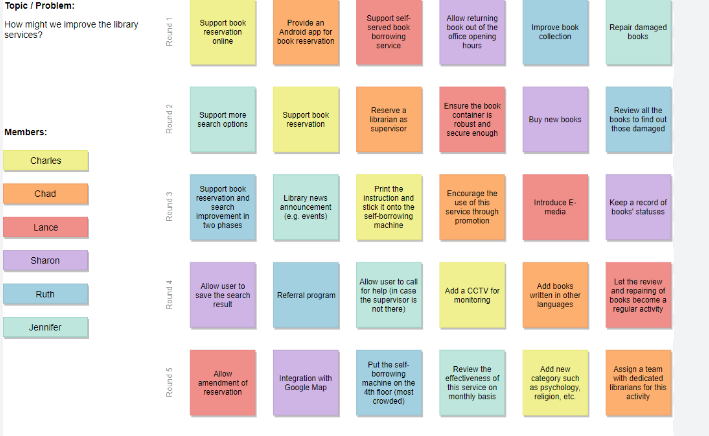 Topic / Problem:
How might we improve the library
services?
Members:
Charles
Chad
Lance
Sharon
Ruth
Jennifer
Round 1
Support book
reservation
online
Provide an
Android app for
book reservation
Support self-
served book
borrowing
service
Allow returning
book out of the
office opening
hours
Improve book
collection
Repair damaged
books
Round 2
Support more
search options
Support book
reservation
Reserve a
librarian as
supervisor
Ensure the book
container is
robust and
secure enough
Buy new books
Review all the
books to find out
those damaged
Round 3
Support book
reservation and
search
improvement in
two phases
Library news
announcement
(e.g. events)
Print the
instruction and
stick it onto the
self-borrowing
machine
Encourage the
use of this
service through
promotion
Introduce E-
media
Keep a record of
books' statuses
Round 4
Allow user to
save the search
result
Referral program
Allow user to call
for help (in case
the supervisor is
not there)
Add a CCTV for
monitoring
Add books
written in other
languages
Let the review
and repairing of
books become a
regular activity
Round 5
Allow
amendment of
reservation
Integration with
Google Map
Put the self-
borrowing
machine on the
4th floor (most
crowded)
Review the
effectiveness of
this service on
monthly basis
Add new
category such
as psychology,
religion, etc.
Assign a team
with dedicated
librarians for this
activity